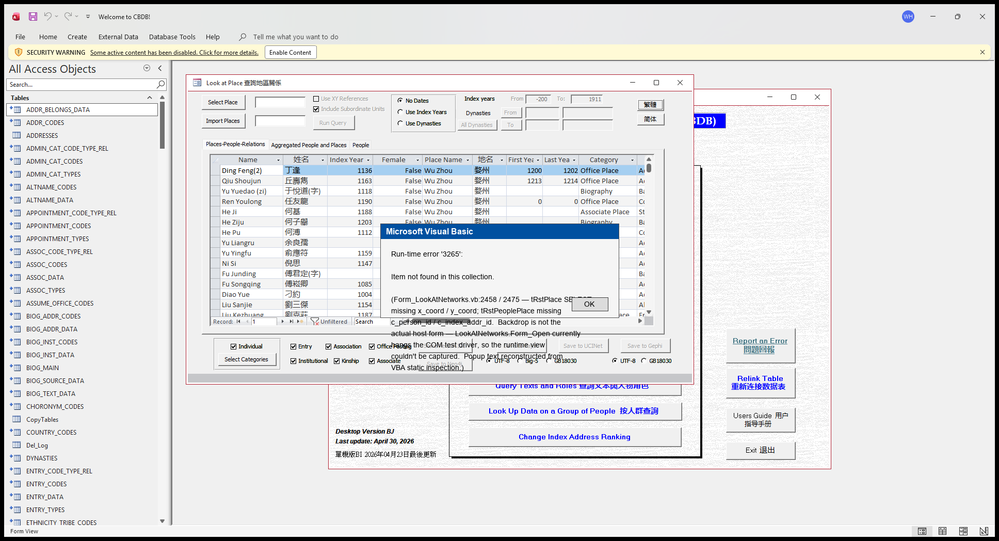 Welcome to CBDB!
WH
File Home Create External Data Database Tools Help Tell me what you want to do
SECURITY WARNING Some active content has been disabled. Click for more details. Enable Content
All Access Objects
Search...
Tables
ADDR_BELONGS_DATA
ADDR_CODES
ADDRESSES
ADMIN_CAT_CODE_TYPE_REL
ADMIN_CAT_CODES
ADMIN_CAT_TYPES
ALTNAME_CODES
ALTNAME_DATA
APPOINTMENT_CODE_TYPE_REL
APPOINTMENT_CODES
APPOINTMENT_TYPES
ASSOC_CODE_TYPE_REL
ASSOC_CODES
ASSOC_DATA
ASSOC_TYPES
ASSUME_OFFICE_CODES
BIOG_ADDR_CODES
BIOG_ADDR_DATA
BIOG_INST_CODES
BIOG_INST_DATA
BIOG_MAIN
BIOG_SOURCE_DATA
BIOG_TEXT_DATA
CHORONYM_CODES
CopyTables
COUNTRY_CODES
Del_Log
DYNASTIES
ENTRY_CODE_TYPE_REL
ENTRY_CODES
ENTRY_DATA
ENTRY_TYPES
ETHNICITY_TRIBE_CODES
Form View
Look at Place 查詢地區關係
Select Place
Import Places
Use XY References
Include Subordinate Units
Run Query
No Dates
Use Index Years
Use Dynasties
Index years From -200 To: 1911
Dynasties From
All Dynasties To
繁體
简体
Places-People-Relations Aggregated People and Places People
Name 姓名 Index Year Female Place Name 地名 First Yea Last Yea Category
Ding Feng(2) 丁逢 1136 False Wu Zhou 婺州 1200 1202 Office Place
Qiu Shoujun 丘壽雋 1163 False Wu Zhou 婺州 1213 1214 Office Place
Yu Yuedao (zi) 于悅道(字) 1118 False Wu Zhou 婺州 Biography Ba
Ren Youlong 任友龍 1190 False Wu Zhou 婺州 0 0 Office Place
He Ji 何基 1188 False Wu Zhou 婺州 Associate Place St
He Ziju 何子舉 1203 False Wu Zhou 婺州 Biography Ba
He Pu 何溥 1112
Yu Liangru 余良孺
Yu Yingfu 俞應符 1159
Ni Si 倪思 1147
Fu Junding 傅君定(字) Ba
Fu Songqing 傅崧卿 1085
Diao Yue 刁約 1004
Liu Sanjie 劉三傑 1154
Liu Kezhuang 劉克莊 1187
Record: 1 Unfiltered Search
Microsoft Visual Basic
Run-time error '3265':
Item not found in this collection.
(Form_LookAtNetworks.vb:2458 / 2475 — tRstPlace SELECT
missing x_coord / y_coord; tRstPeoplePlace missing
c_person_id / c_index_addr_id. Backdrop is not the
actual host form — LookAtNetworks.Form_Open currently
hangs the COM test driver, so the runtime view
couldn't be captured. Popup text reconstructed from
VBA static inspection.)
OK
Individual
Select Categories
Entry Association Office Posting
Institutional Kinship Associate
Save to UCINet Save to Gephi
Save to Neo4j
UTF-8 Big-5 GB18030
UTF-8 GB18030
BDB)
Query Texts and Roles 查詢文本與人物角色
Look Up Data on a Group of People 按人群查詢
Change Index Address Ranking
Desktop Version BJ
Last update: April 30, 2026
單機版BJ 2026年04月23日最後更新
Report an Error
問題回報
Relink Table
重新连接数据表
Users Guide 用户
指导手册
Exit 退出